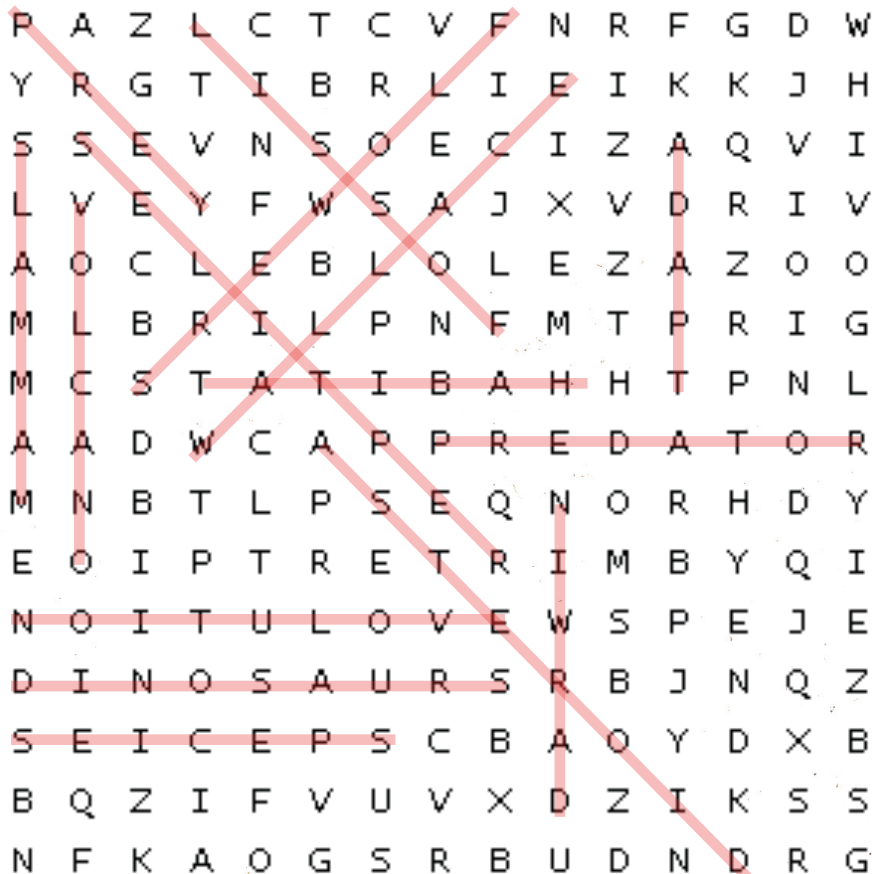 P A Z L C T C V F N R F G D W
Y R G T I B R L I E I K K J H
S S E V N S O E C I Z A Q V I
L V E Y F W S A J X V D R I V
A O C L E B L O L E Z A Z O O
M L B R I L P N F M T P R I G
M C S T A T I B A H H T P N L
A A D W C A P P R E D A T O R
M N B T L P S E Q N O R H D Y
E O I P T R E T R I M B Y Q I
N O I T U L O V E W S P E J E
D I N O S A U R S R B J N Q Z
S E I C E P S C B A O Y D X B
B Q Z I F V U V X D Z I K S S
N F K A O G S R B U D N D R G